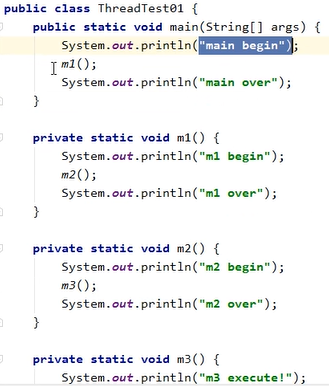 public class ThreadTest01 {
public static void main(String[] args) {
System.out.println("main begin");
m1();
System.out.println("main over");
}
private static void m1() {
System.out.println("m1 begin");
m2();
System.out.println("m1 over");
}
private static void m2() {
System.out.println("m2 begin");
m3();
System.out.println("m2 over");
}
private static void m3() {
System.out.println("m3 execute!");